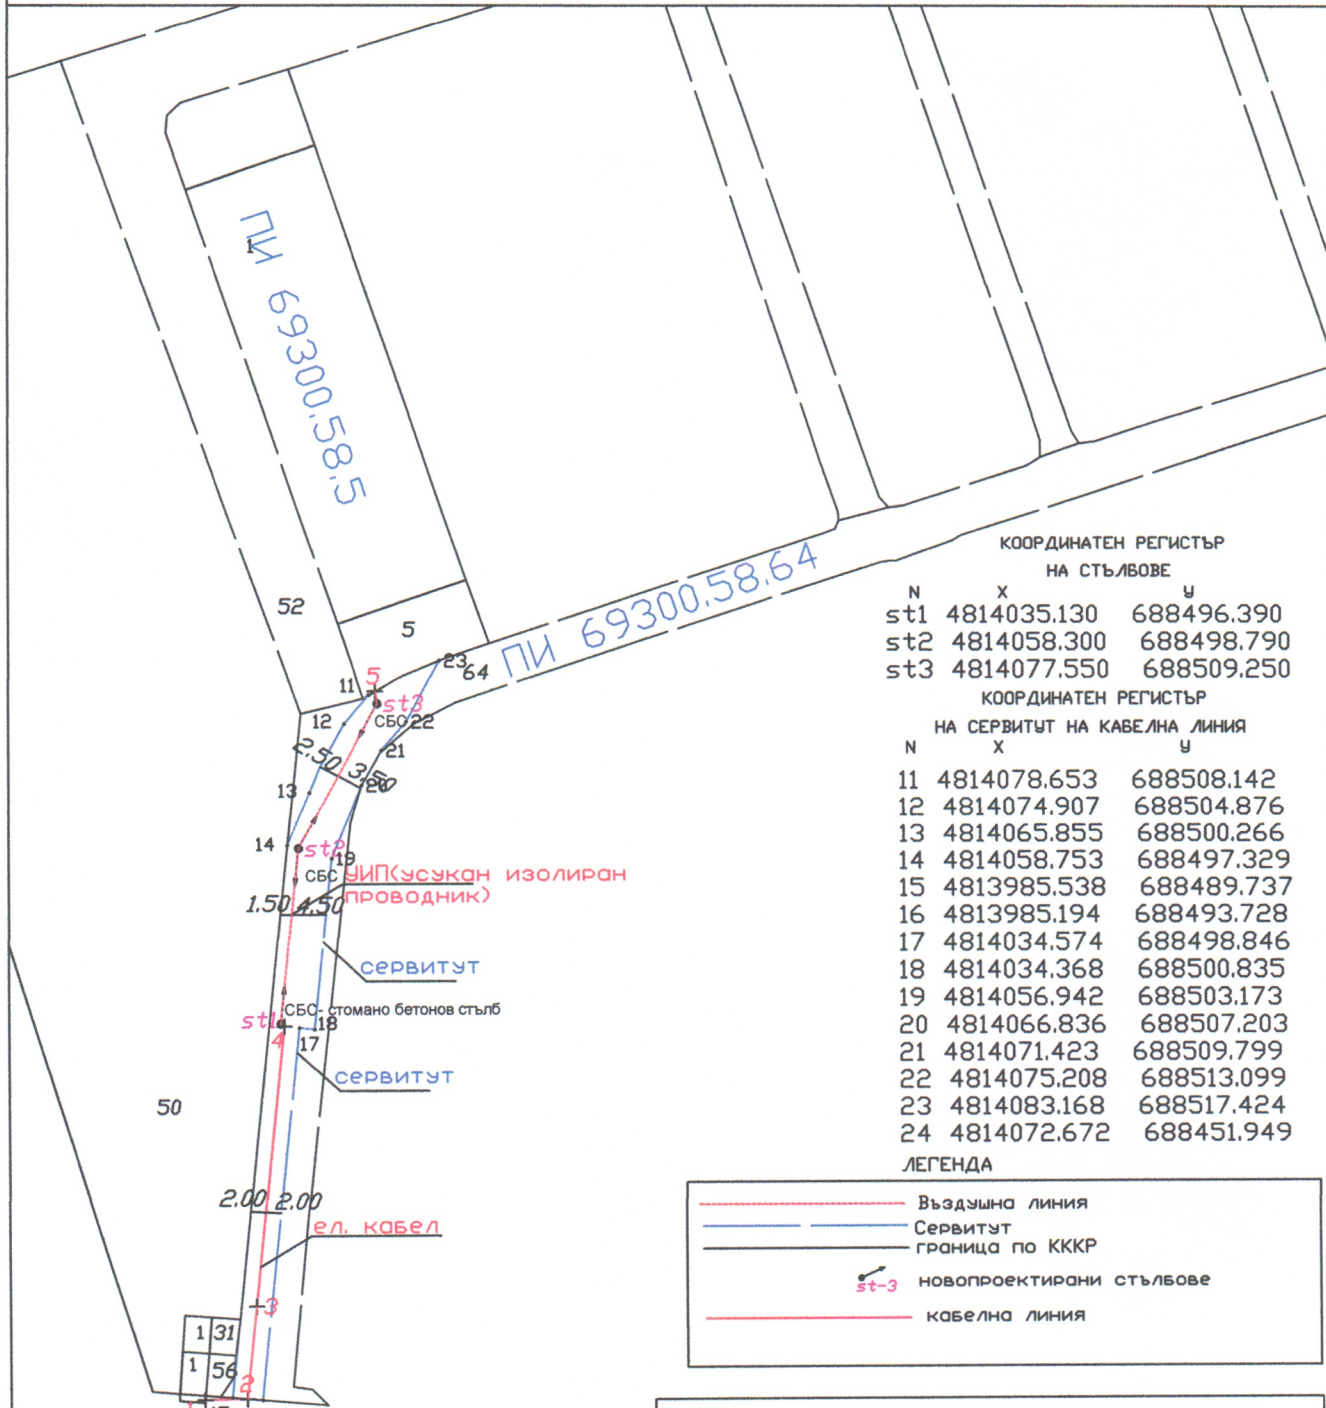 ПИ 69300.58.5
1
52
5
ПИ 69300.58.64
64
23
5
11
st3
СБС
22
12
21
2.50 3.50
20
13
14
st2
19
СБС
УИП(усукан изолиран
проводник)
1.50 4.50
сервитут
СБС- стомано бетонов стълб
st1
18
4
17
сервитут
50
2.00 2.00
ел. кабел
3
1 31
1 56
2
КООРДИНАТЕН РЕГИСТЪР
НА СТЪЛБОВЕ
N X У
st1 4814035.130 688496.390
st2 4814058.300 688498.790
st3 4814077.550 688509.250
КООРДИНАТЕН РЕГИСТЪР
НА СЕРВИТУТ НА КАБЕЛНА ЛИНИЯ
N X У
11 4814078.653 688508.142
12 4814074.907 688504.876
13 4814065.855 688500.266
14 4814058.753 688497.329
15 4813985.538 688489.737
16 4813985.194 688493.728
17 4814034.574 688498.846
18 4814034.368 688500.835
19 4814056.942 688503.173
20 4814066.836 688507.203
21 4814071.423 688509.799
22 4814075.208 688513.099
23 4814083.168 688517.424
24 4814072.672 688451.949
ЛЕГЕНДА
Въздушна линия
Сервитут
граница по КККР
st-3 новопроектирани стълбове
кабелна линия